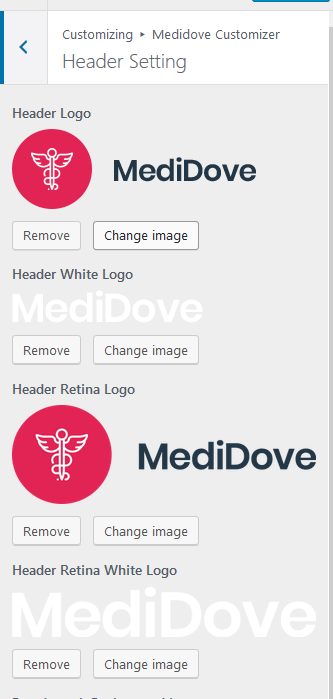 Customizing ▸ Medidove Customizer
Header Setting
Header Logo
MediDove
Remove Change image
Header White Logo
MediDove
Remove Change image
Header Retina Logo
MediDove
Remove Change image
Header Retina White Logo
MediDove
Remove Change image